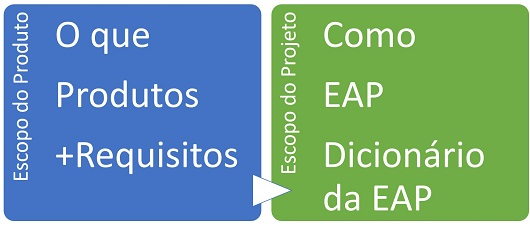 Escopo do Produto
O que
Produtos
+Requisitos
Escopo do Projeto
Como
EAP
Dicionário
da EAP